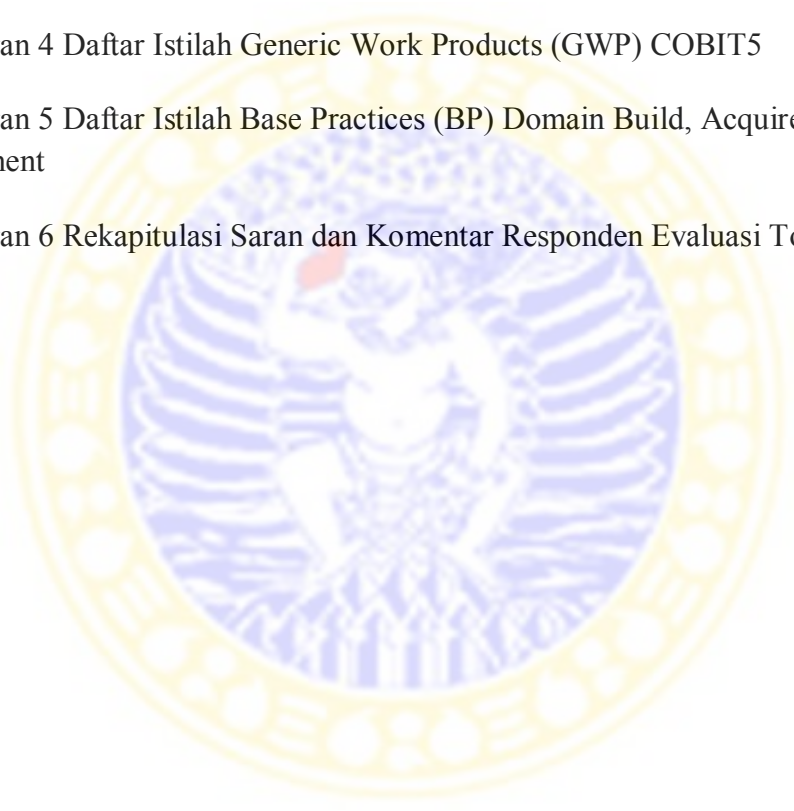 an 4 Daftar Istilah Generic Work Products (GWP) COBIT5
an 5 Daftar Istilah Base Practices (BP) Domain Build, Acquire
ment
an 6 Rekapitulasi Saran dan Komentar Responden Evaluasi To